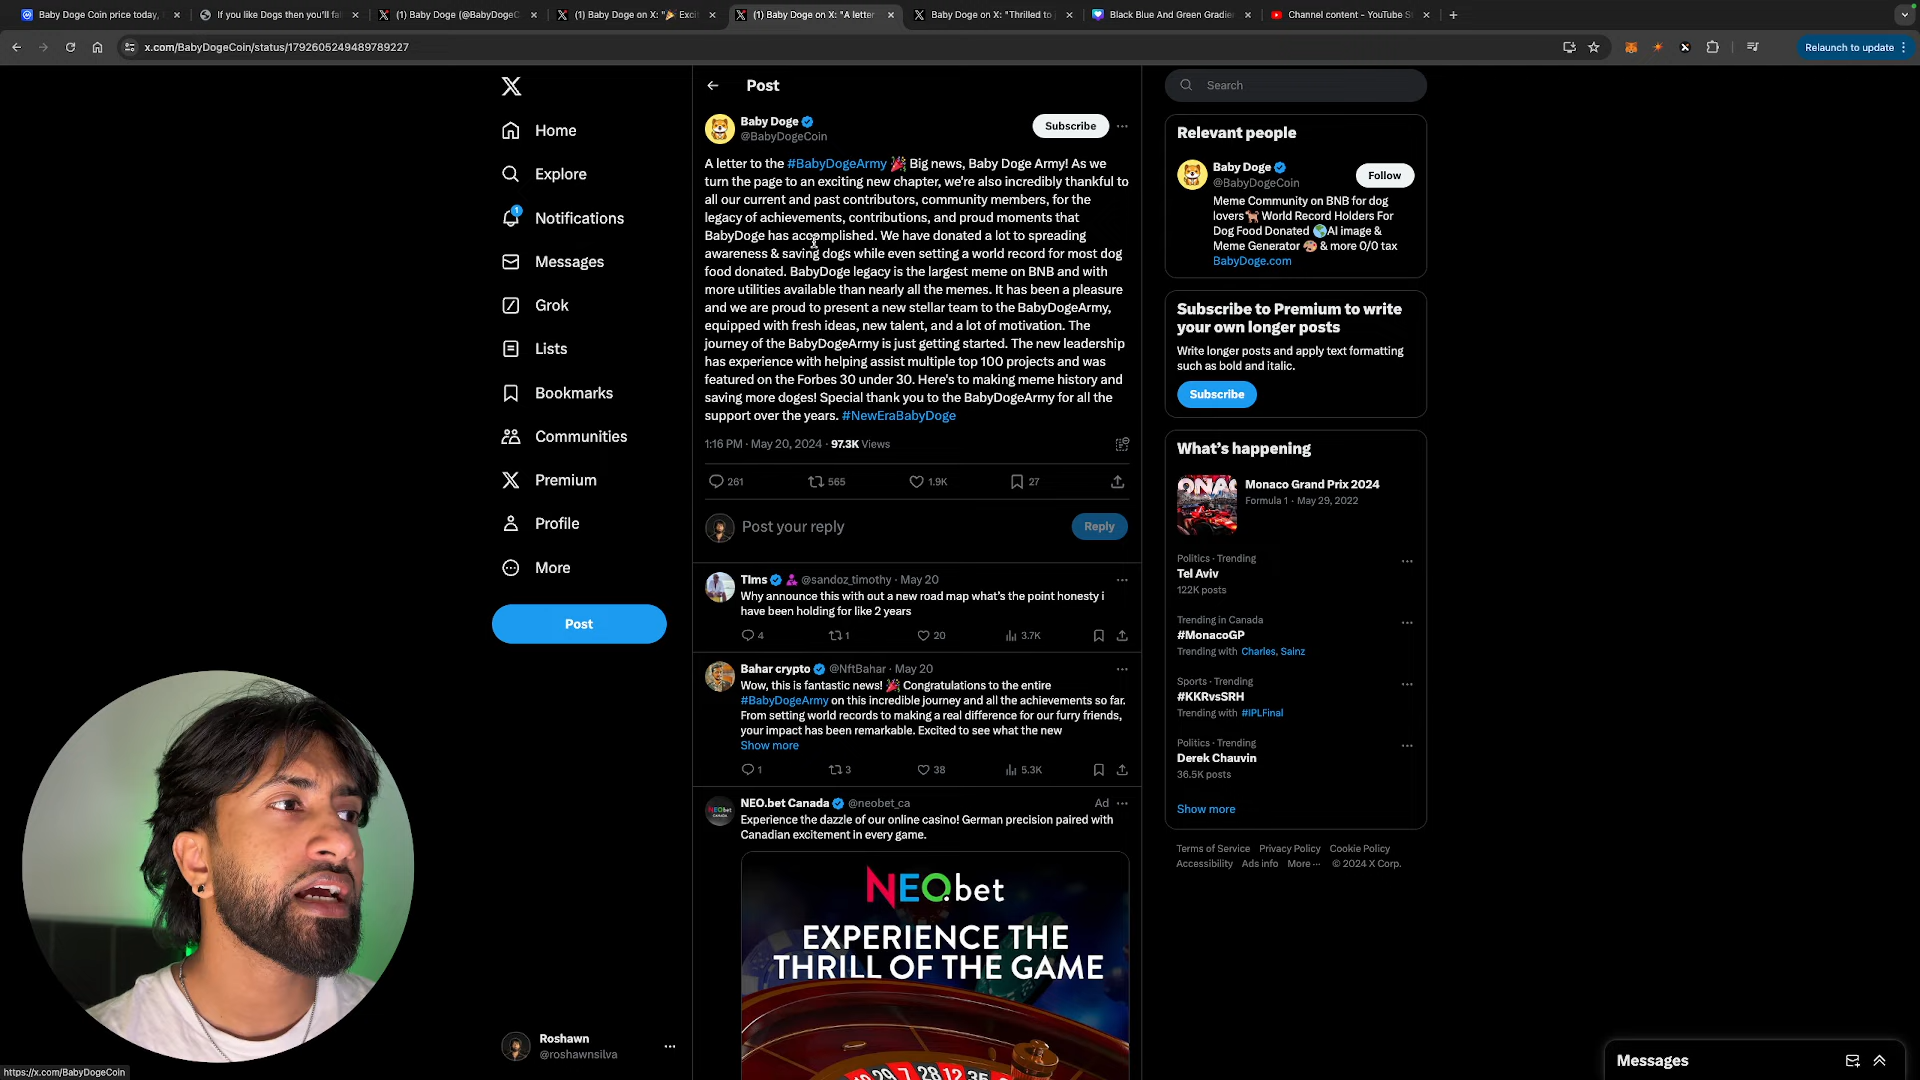 Baby Doge Coin price today,
If you like Dogs then you'll fa
(1) Baby Doge (@BabyDogeC
(1) Baby Doge on X: "🎉 Exci
(1) Baby Doge on X: "A letter
Baby Doge on X: "Thrilled to
Black Blue And Green Gradie
Channel content - YouTube S
x.com/BabyDogeCoin/status/1792605249489789227
Relaunch to update
Home
Explore
1
Notifications
Messages
Grok
Lists
Bookmarks
Communities
Premium
Profile
More
Post
Roshawn
@roshawnsilva
https://x.com/BabyDogeCoin
Post
Baby Doge
@BabyDogeCoin
Subscribe
A letter to the #BabyDogeArmy 🎉 Big news, Baby Doge Army! As we
turn the page to an exciting new chapter, we're also incredibly thankful to
all our current and past contributors, community members, for the
legacy of achievements, contributions, and proud moments that
BabyDoge has accomplished. We have donated a lot to spreading
awareness & saving dogs while even setting a world record for most dog
food donated. BabyDoge legacy is the largest meme on BNB and with
more utilities available than nearly all the memes. It has been a pleasure
and we are proud to present a new stellar team to the BabyDogeArmy,
equipped with fresh ideas, new talent, and a lot of motivation. The
journey of the BabyDogeArmy is just getting started. The new leadership
has experience with helping assist multiple top 100 projects and was
featured on the Forbes 30 under 30. Here's to making meme history and
saving more doges! Special thank you to the BabyDogeArmy for all the
support over the years. #NewEraBabyDoge
1:16 PM · May 20, 2024 · 97.3K Views
261 565 1.9K 27
Post your reply
Reply
TIms @sandoz_timothy · May 20
Why announce this with out a new road map what's the point honesty i
have been holding for like 2 years
4 1 20 3.7K
Bahar crypto @NftBahar · May 20
Wow, this is fantastic news! 🎉 Congratulations to the entire
#BabyDogeArmy on this incredible journey and all the achievements so far.
From setting world records to making a real difference for our furry friends,
your impact has been remarkable. Excited to see what the new
Show more
1 3 38 5.3K
NEO.bet Canada @neobet_ca
Ad
Experience the dazzle of our online casino! German precision paired with
Canadian excitement in every game.
NEO.bet
EXPERIENCE THE
THRILL OF THE GAME
29 7 28 12 35
Search
Relevant people
Baby Doge
@BabyDogeCoin
Follow
Meme Community on BNB for dog
lovers🐕 World Record Holders For
Dog Food Donated 🌎AI image &
Meme Generator 🎨 & more 0/0 tax
BabyDoge.com
Subscribe to Premium to write
your own longer posts
Write longer posts and apply text formatting
such as bold and italic.
Subscribe
What's happening
Monaco Grand Prix 2024
Formula 1 · May 29, 2022
Politics · Trending
Tel Aviv
122K posts
Trending in Canada
#MonacoGP
Trending with Charles, Sainz
Sports · Trending
#KKRvsSRH
Trending with #IPLFinal
Politics · Trending
Derek Chauvin
36.5K posts
Show more
Terms of Service Privacy Policy Cookie Policy
Accessibility Ads info More ··· © 2024 X Corp.
Messages